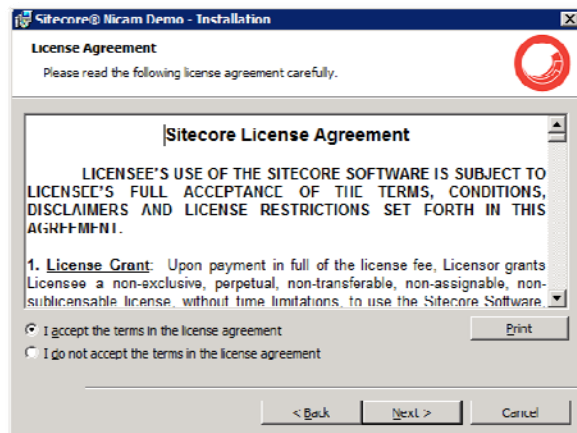 Sitecore® Nicam Demo - Installation
License Agreement
Please read the following license agreement carefully.
Sitecore License Agreement
LICENSEE'S USE OF THE SITECORE SOFTWARE IS SUBJECT TO
LICENSEE'S FULL ACCEPTANCE OF THE TERMS, CONDITIONS,
DISCLAIMERS AND LICENSE RESTRICTIONS SET FORTH IN THIS
AGREEMENT.
1. License Grant: Upon payment in full of the license fee, Licensor grants
Licensee a non-exclusive, perpetual, non-transferable, non-assignable, non-
sublicensable license, without time limitations, to use the Sitecore Software,
I accept the terms in the license agreement
Print
I do not accept the terms in the license agreement
< Back
Next >
Cancel